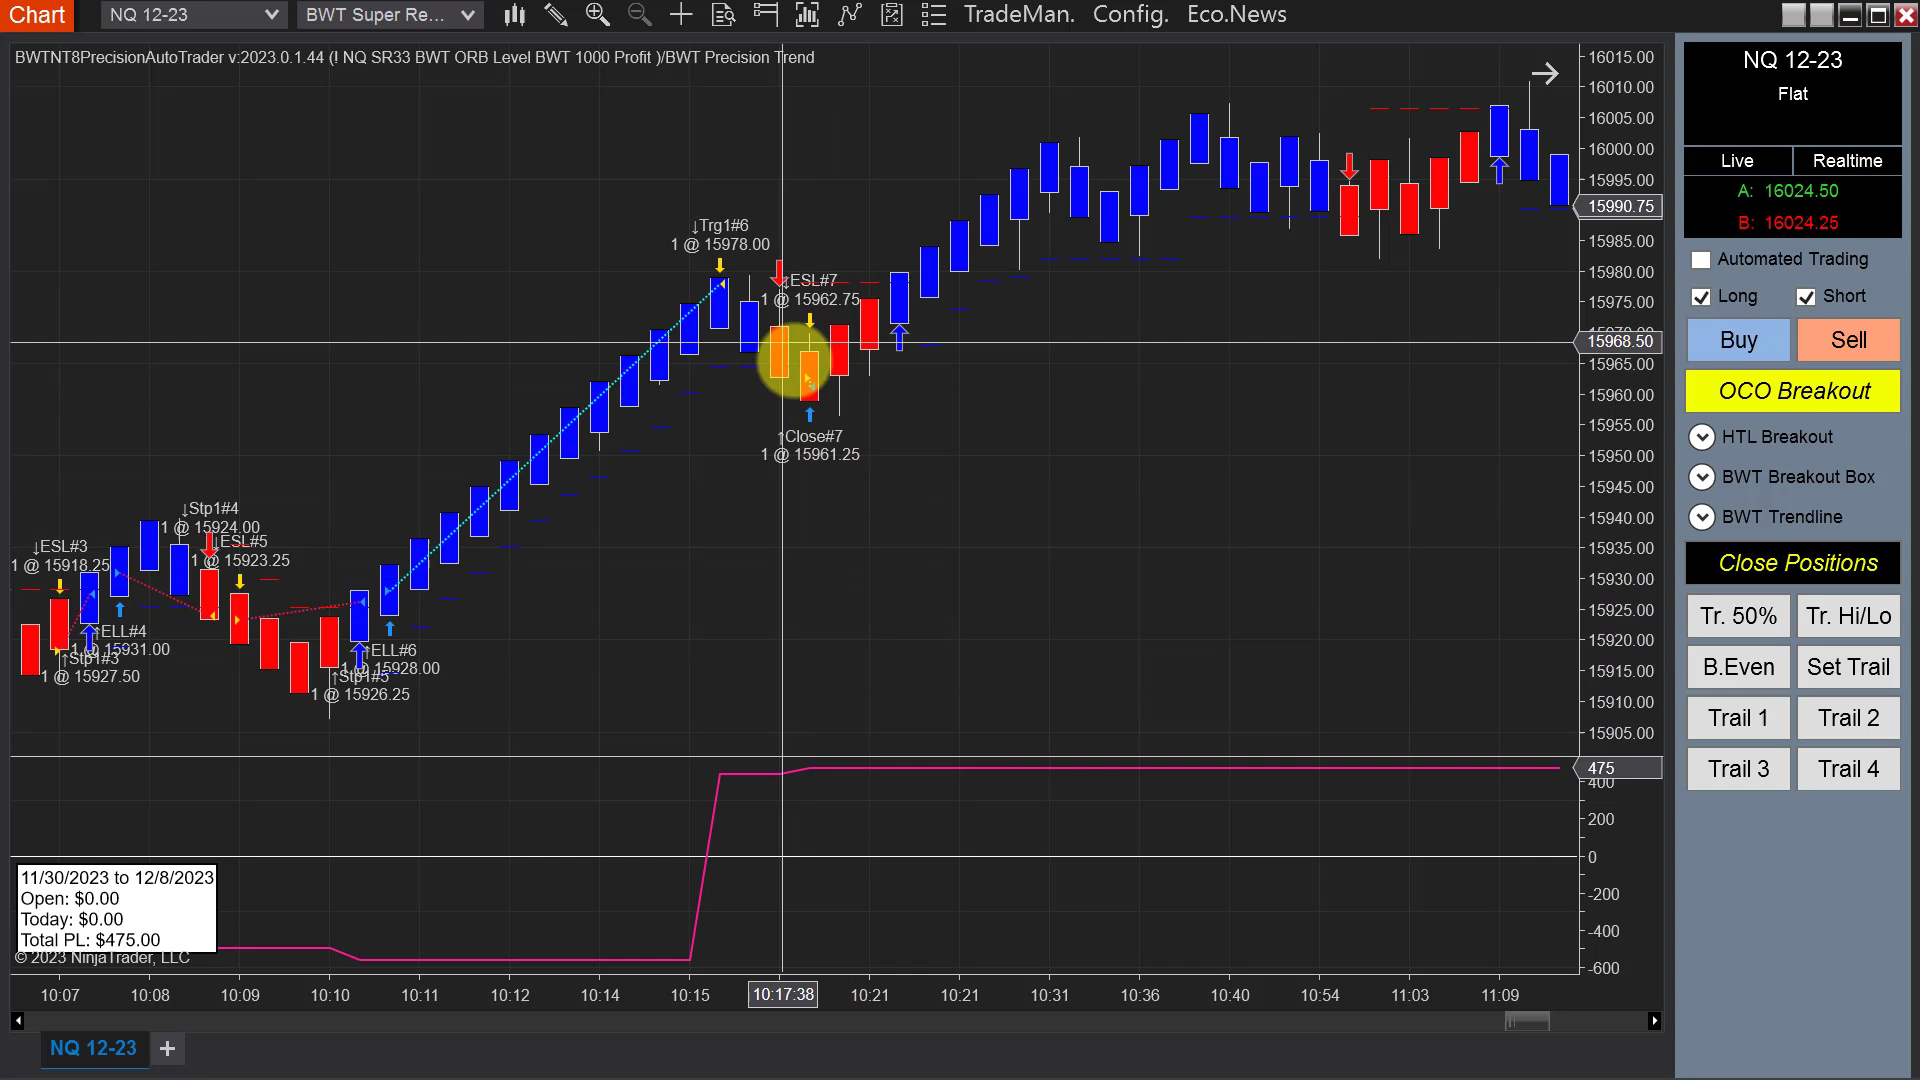 Chart
NQ 12-23
BWT Super Re...
TradeMan.
Config.
Eco.News
BWTNT8PrecisionAutoTrader v:2023.0.1.44 (! NQ SR33 BWT ORB Level BWT 1000 Profit )/BWT Precision Trend
↓Trg1#6
1 @ 15978.00
↓ESL#7
1 @ 15962.75
↑Close#7
1 @ 15961.25
↓Stp1#4
1 @ 15924.00
↓ESL#5
1 @ 15923.25
↓ESL#3
1 @ 15918.25
↑ELL#4
1 @ 15931.00
↑Stp1#3
1 @ 15927.50
↑ELL#6
1 @ 15928.00
↑Stp1#5
1 @ 15926.25
16015.00
16010.00
16005.00
16000.00
15995.00
15990.75
15985.00
15980.00
15975.00
15970.00
15968.50
15965.00
15960.00
15955.00
15950.00
15945.00
15940.00
15935.00
15930.00
15925.00
15920.00
15915.00
15910.00
15905.00
475
400
200
0
-200
-400
-600
11/30/2023 to 12/8/2023
Open: $0.00
Today: $0.00
Total PL: $475.00
© 2023 NinjaTrader, LLC
10:07
10:08
10:09
10:10
10:11
10:12
10:14
10:15
10:17:38
10:21
10:21
10:31
10:36
10:40
10:54
11:03
11:09
NQ 12-23
+
NQ 12-23
Flat
Live
Realtime
A: 16024.50
B: 16024.25
Automated Trading
Long
Short
Buy
Sell
OCO Breakout
HTL Breakout
BWT Breakout Box
BWT Trendline
Close Positions
Tr. 50%
Tr. Hi/Lo
B.Even
Set Trail
Trail 1
Trail 2
Trail 3
Trail 4